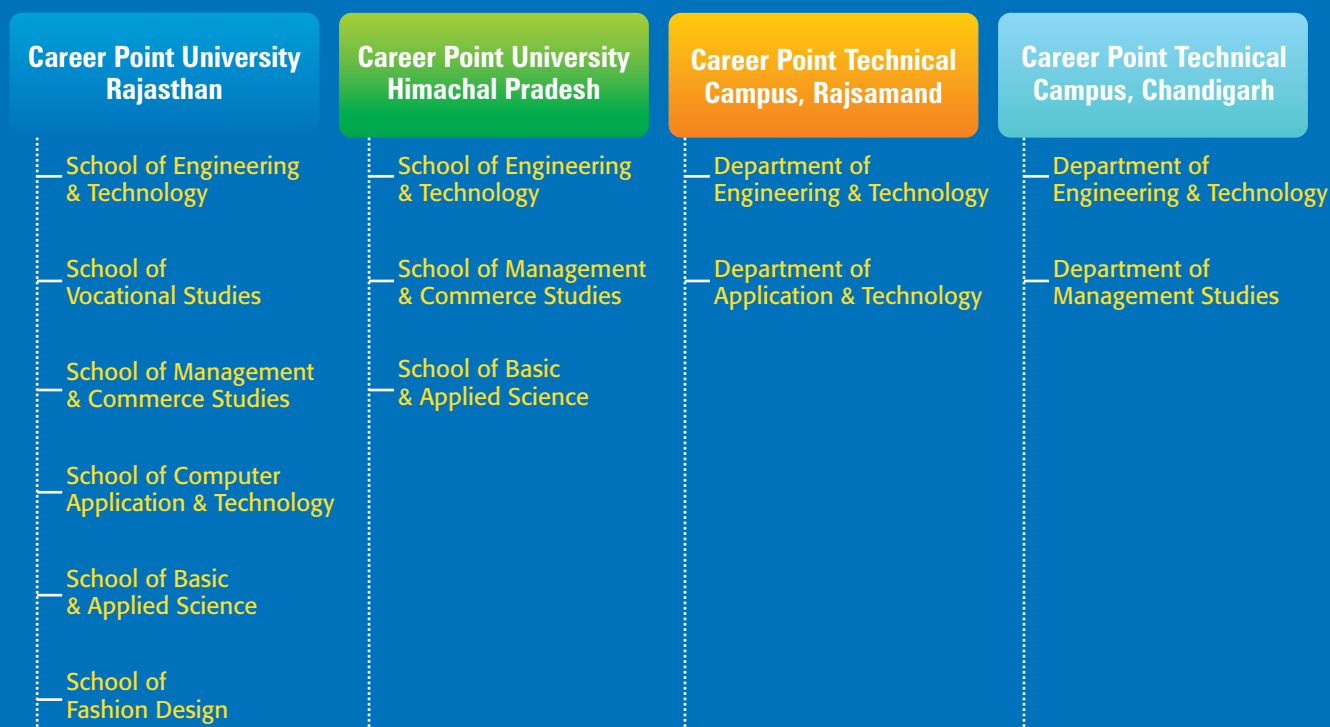 Career Point University
Rajasthan
School of Engineering
& Technology
School of
Vocational Studies
School of Management
& Commerce Studies
School of Computer
Application & Technology
School of Basic
& Applied Science
School of
Fashion Design
Career Point University
Himachal Pradesh
School of Engineering
& Technology
School of Management
& Commerce Studies
School of Basic
& Applied Science
Career Point Technical
Campus, Rajsamand
Department of
Engineering & Technology
Department of
Application & Technology
Career Point Technical
Campus, Chandigarh
Department of
Engineering & Technology
Department of
Management Studies